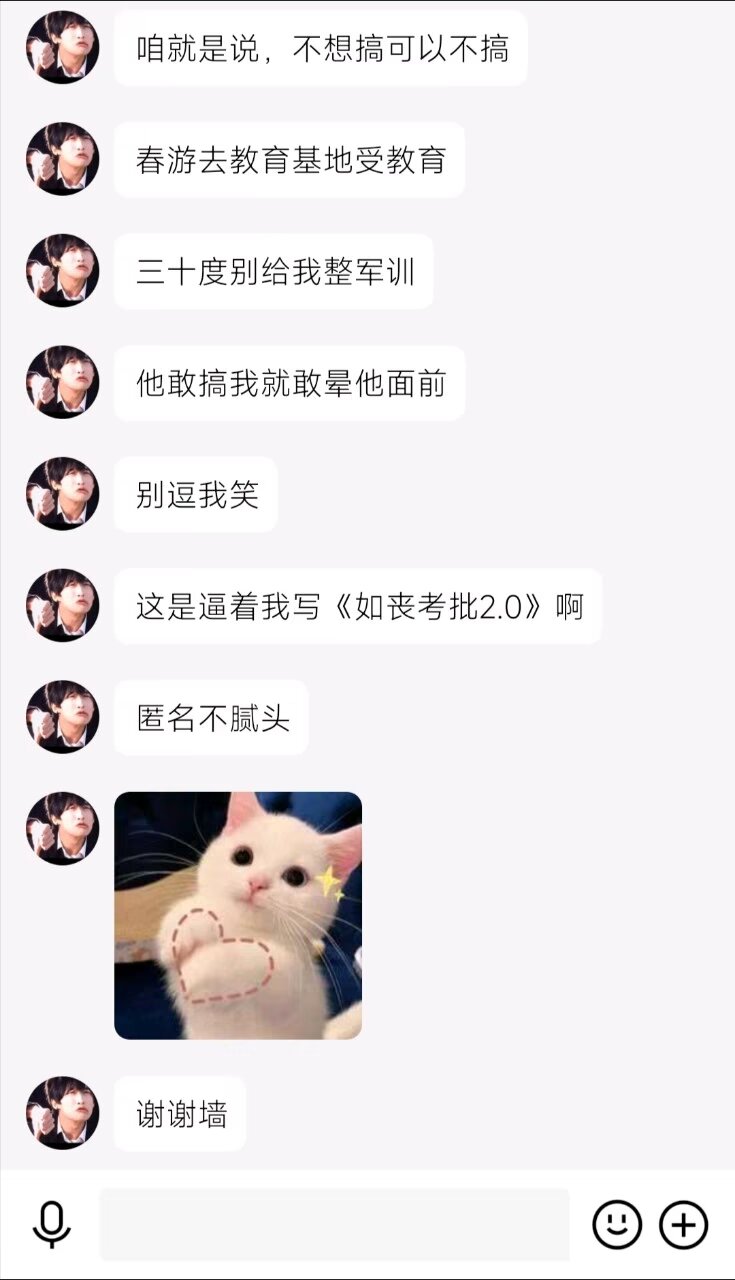 咱就是说，不想搞可以不搞
春游去教育基地受教育
三十度别给我整军训
他敢搞我就敢晕他面前
别逗我笑
这是逼着我写《如丧考批2.0》啊
匿名不腻头
谢谢墙